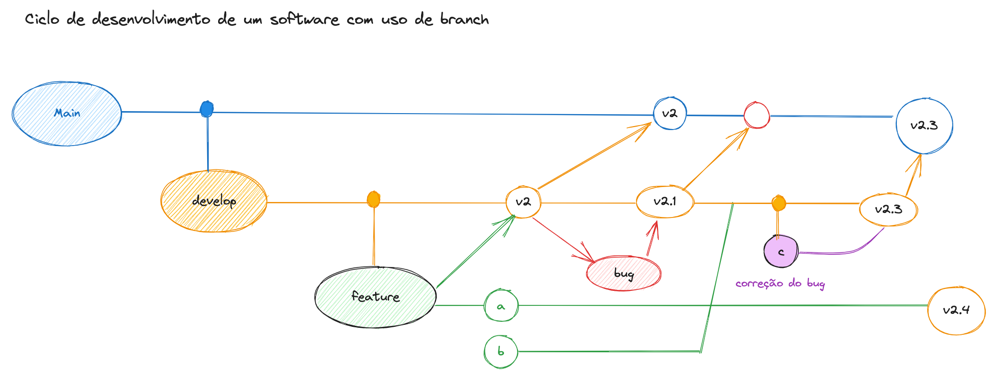 Ciclo de desenvolvimento de um software com uso de branch
Main
v2
v2.3
develop
v2
v2.1
v2.3
c
bug
correção do bug
feature
a
v2.4
b